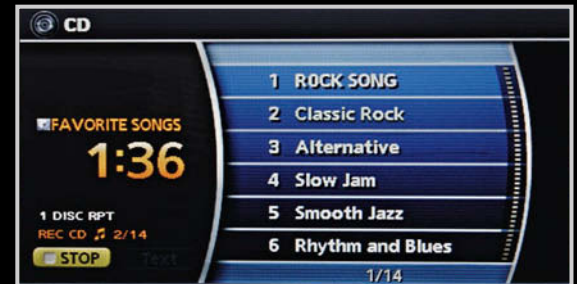 CD
FAVORITE SONGS
1:36
1 DISC RPT
REC CD 2/14
STOP Text
1 ROCK SONG
2 Classic Rock
3 Alternative
4 Slow Jam
5 Smooth Jazz
6 Rhythm and Blues
1/14